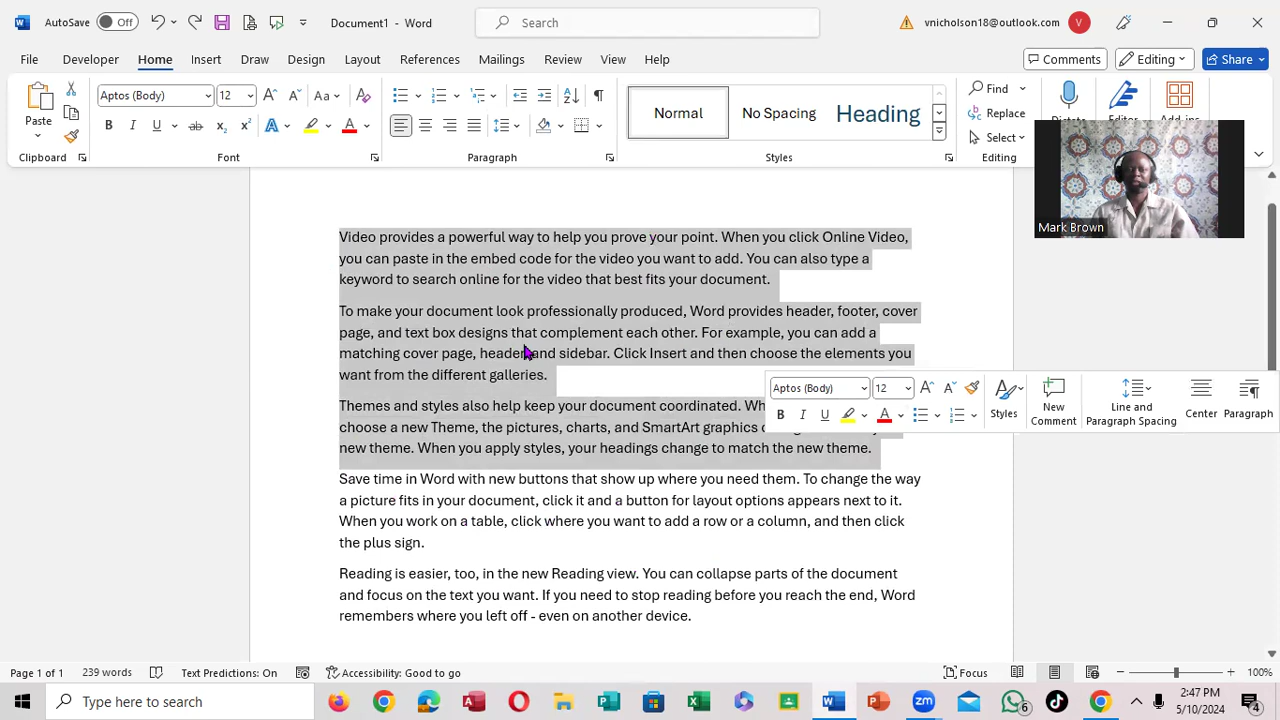 AutoSave Off Document1 - Word Search vnicholson18@outlook.com V
File Developer Home Insert Draw Design Layout References Mailings Review View Help Comments Editing Share
Paste Aptos (Body) 12 Aa Normal No Spacing Heading Find Replace Select Editor
B I U ab x₂ x² A A
Clipboard Font Paragraph Styles Editing
Mark Brown
Video provides a powerful way to help you prove your point. When you click Online Video,
you can paste in the embed code for the video you want to add. You can also type a
keyword to search online for the video that best fits your document.
To make your document look professionally produced, Word provides header, footer, cover
page, and text box designs that complement each other. For example, you can add a
matching cover page, header and sidebar. Click Insert and then choose the elements you
want from the different galleries.
Themes and styles also help keep your document coordinated.
choose a new Theme, the pictures, charts, and SmartArt graphics
new theme. When you apply styles, your headings change to match the new theme.
Aptos (Body) 12
B I U A Styles New Comment Line and Paragraph Spacing Center Paragraph
Save time in Word with new buttons that show up where you need them. To change the way
a picture fits in your document, click it and a button for layout options appears next to it.
When you work on a table, click where you want to add a row or a column, and then click
the plus sign.
Reading is easier, too, in the new Reading view. You can collapse parts of the document
and focus on the text you want. If you need to stop reading before you reach the end, Word
remembers where you left off - even on another device.
Page 1 of 1 239 words Text Predictions: On Accessibility: Good to go Focus 100%
Type here to search 6 2:47 PM
5/10/2024 4